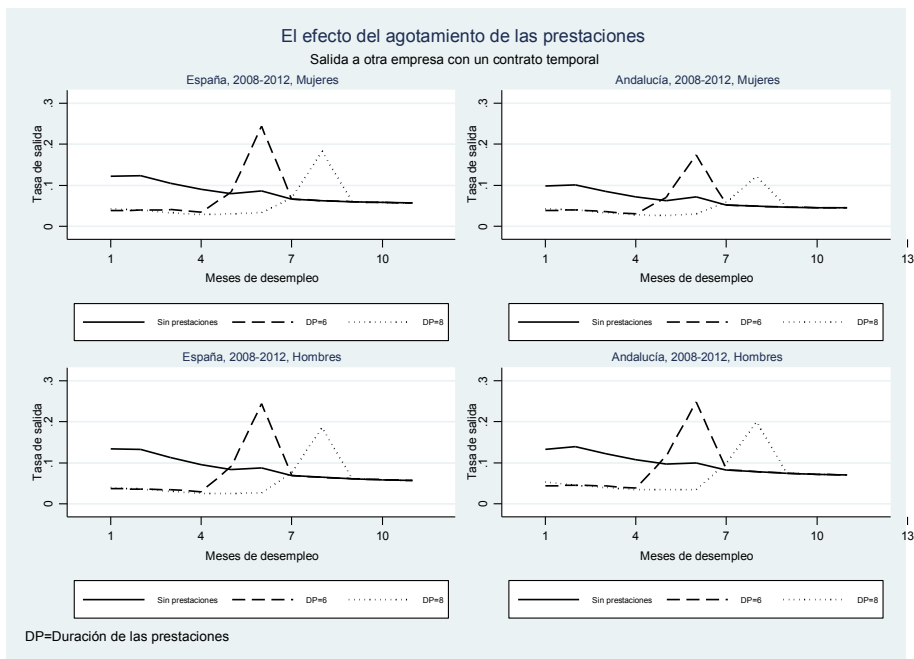 El efecto del agotamiento de las prestaciones
Salida a otra empresa con un contrato temporal
España, 2008-2012, Mujeres
Tasa de salida
0 .1 .2 .3
1 4 7 10
Meses de desempleo
Sin prestaciones DP=6 DP=8
Andalucía, 2008-2012, Mujeres
Tasa de salida
0 .1 .2 .3
1 4 7 10 13
Meses de desempleo
Sin prestaciones DP=6 DP=8
España, 2008-2012, Hombres
Tasa de salida
0 .1 .2 .3
1 4 7 10
Meses de desempleo
Sin prestaciones DP=6 DP=8
Andalucía, 2008-2012, Hombres
Tasa de salida
0 .1 .2 .3
1 4 7 10 13
Meses de desempleo
Sin prestaciones DP=6 DP=8
DP=Duración de las prestaciones